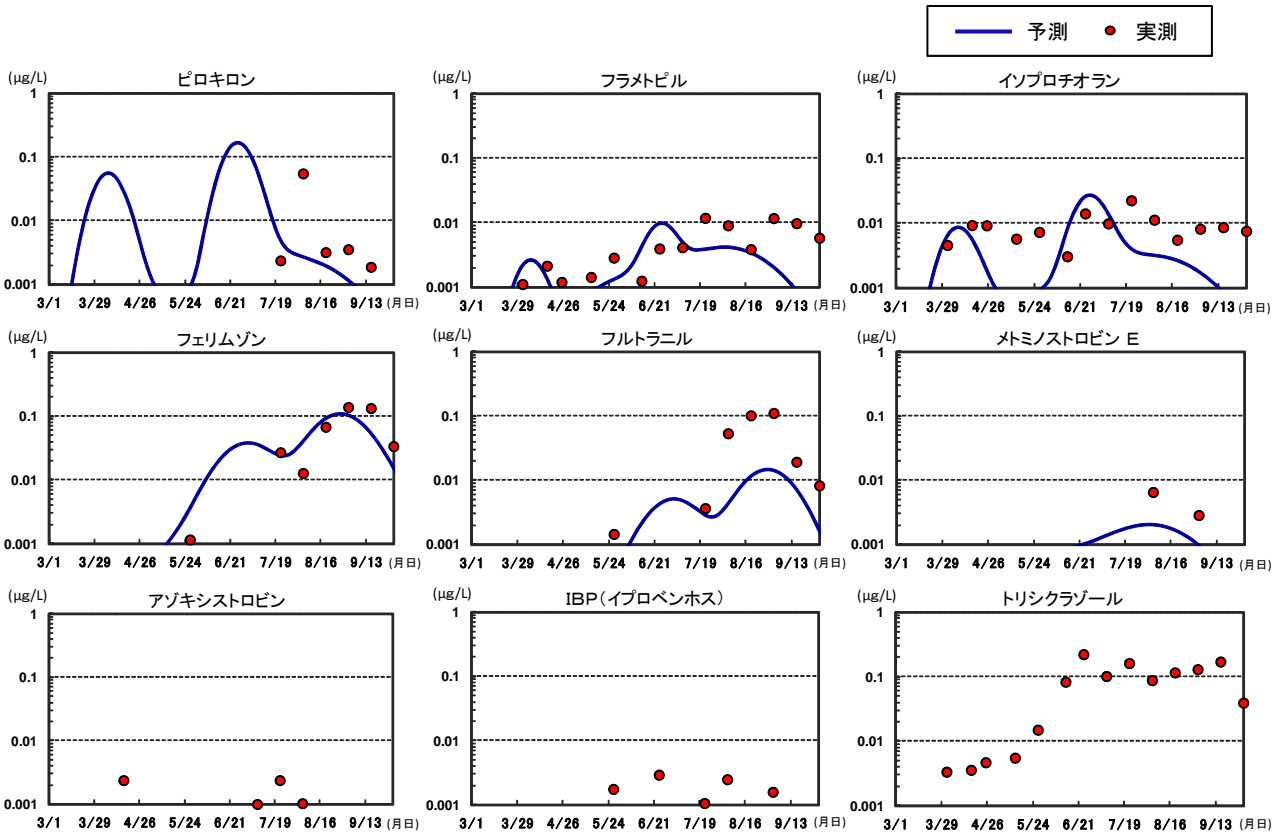 予測 実測
(μg/L) ピロキロン (μg/L) フラメトピル (μg/L) イソプロチオラン
1 1 1
0.1 0.1 0.1
0.01 0.01 0.01
0.001 0.001 0.001
3/1 3/29 4/26 5/24 6/21 7/19 8/16 9/13 (月日) 3/1 3/29 4/26 5/24 6/21 7/19 8/16 9/13 (月日) 3/1 3/29 4/26 5/24 6/21 7/19 8/16 9/13 (月日)
(μg/L) フェリムゾン (μg/L) フルトラニル (μg/L) メトミノストロビン E
1 1 1
0.1 0.1 0.1
0.01 0.01 0.01
0.001 0.001 0.001
3/1 3/29 4/26 5/24 6/21 7/19 8/16 9/13 (月日) 3/1 3/29 4/26 5/24 6/21 7/19 8/16 9/13 (月日) 3/1 3/29 4/26 5/24 6/21 7/19 8/16 9/13 (月日)
(μg/L) アゾキシストロビン (μg/L) IBP(イプロベンホス) (μg/L) トリシクラゾール
1 1 1
0.1 0.1 0.1
0.01 0.01 0.01
0.001 0.001 0.001
3/1 3/29 4/26 5/24 6/21 7/19 8/16 9/13 (月日) 3/1 3/29 4/26 5/24 6/21 7/19 8/16 9/13 (月日) 3/1 3/29 4/26 5/24 6/21 7/19 8/16 9/13 (月日)